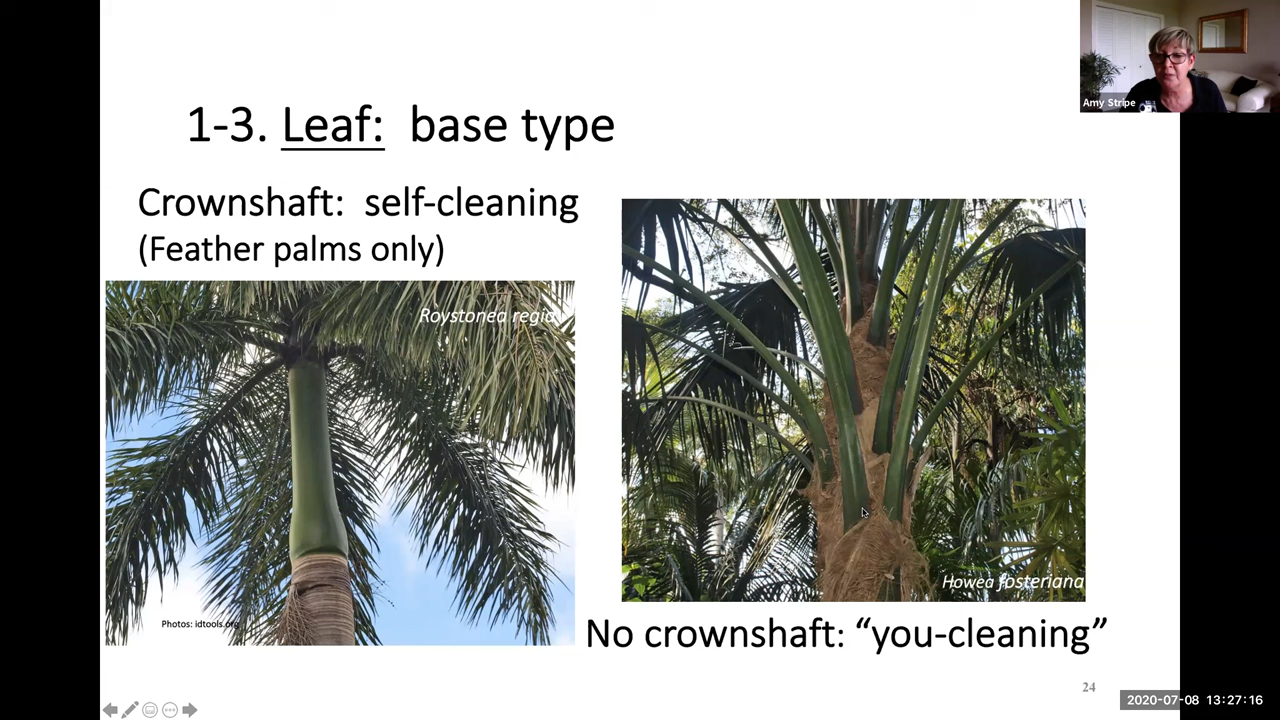 Amy Stripe
1-3. Leaf: base type
Crownshaft: self-cleaning
(Feather palms only)
Roystonea regia
Photos: idtools.org
Howea fosteriana
No crownshaft: “you-cleaning”
24
2020-07-08 13:27:16